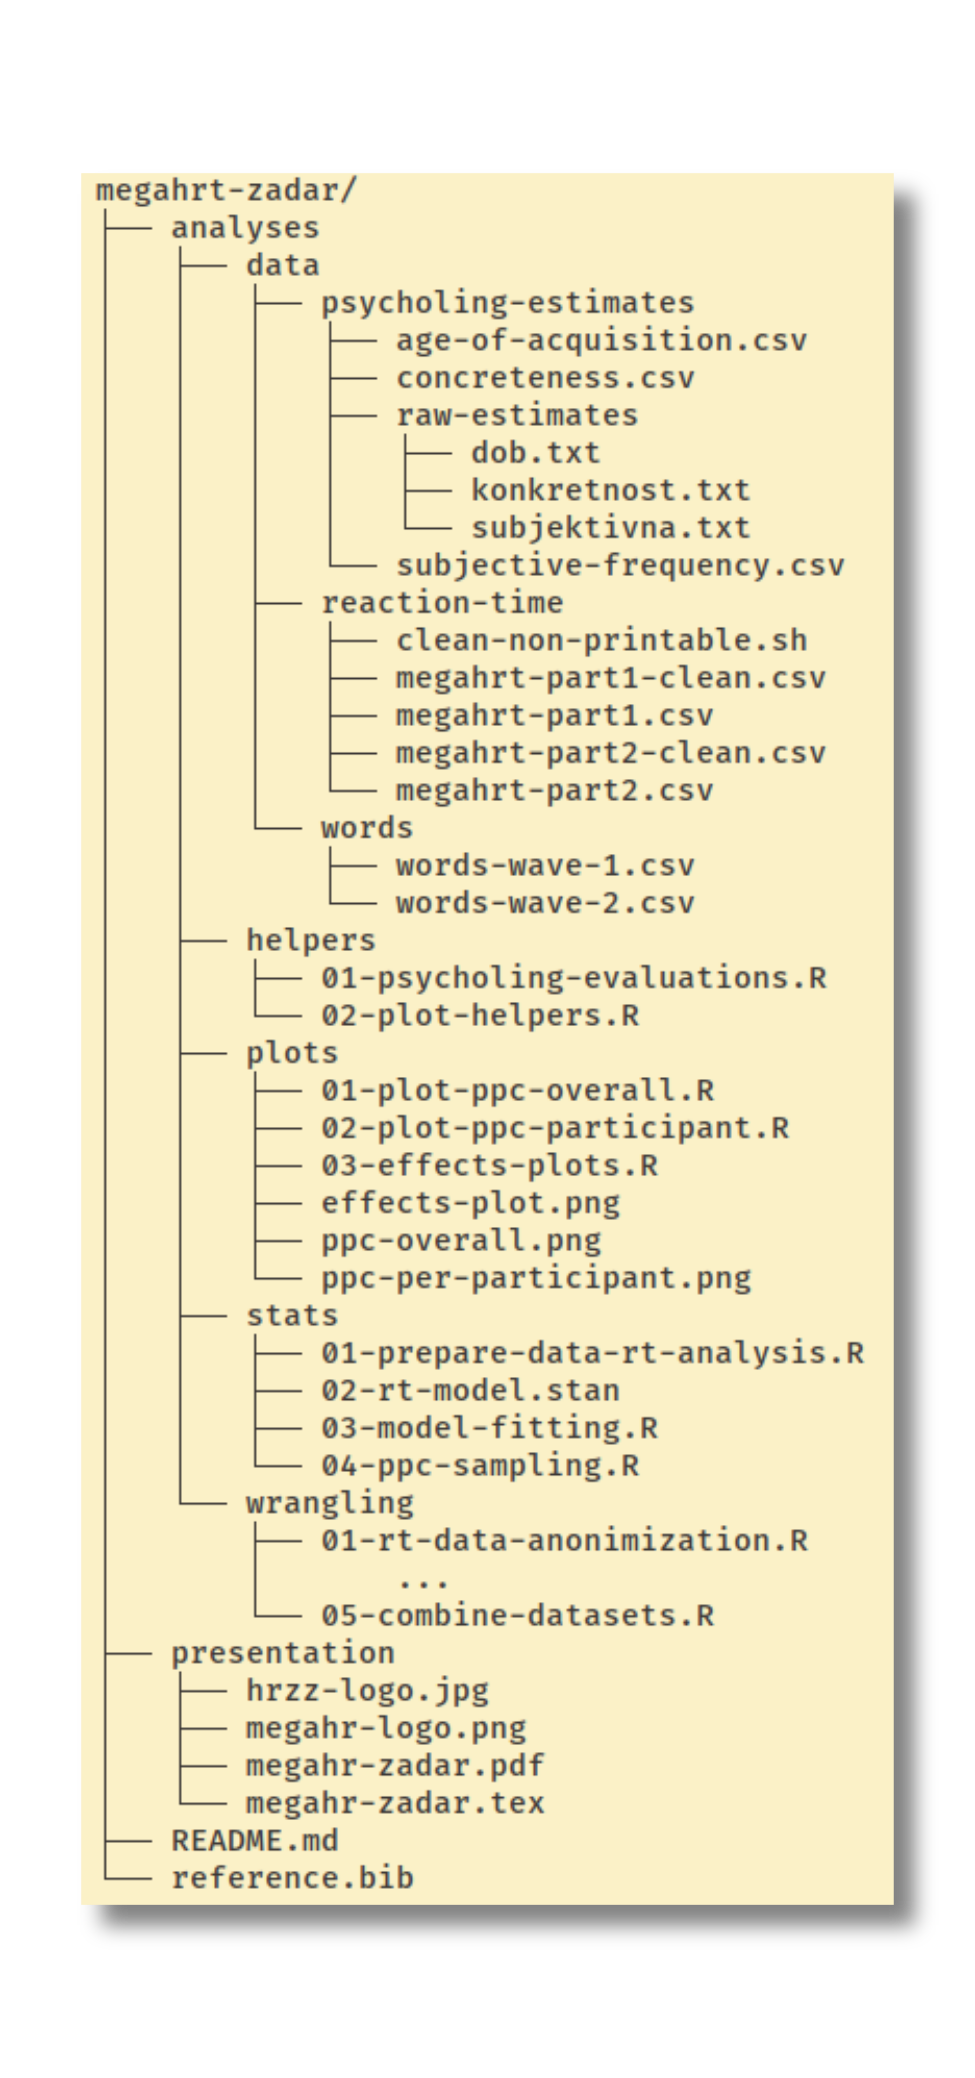 megahrt-zadar/
analyses
data
psycholing-estimates
age-of-acquisition.csv
concreteness.csv
raw-estimates
dob.txt
konkretnost.txt
subjektivna.txt
subjective-frequency.csv
reaction-time
clean-non-printable.sh
megahrt-part1-clean.csv
megahrt-part1.csv
megahrt-part2-clean.csv
megahrt-part2.csv
words
words-wave-1.csv
words-wave-2.csv
helpers
01-psycholing-evaluations.R
02-plot-helpers.R
plots
01-plot-ppc-overall.R
02-plot-ppc-participant.R
03-effects-plots.R
effects-plot.png
ppc-overall.png
ppc-per-participant.png
stats
01-prepare-data-rt-analysis.R
02-rt-model.stan
03-model-fitting.R
04-ppc-sampling.R
wrangling
01-rt-data-anonimization.R
...
05-combine-datasets.R
presentation
hrzz-logo.jpg
megahr-logo.png
megahr-zadar.pdf
megahr-zadar.tex
README.md
reference.bib